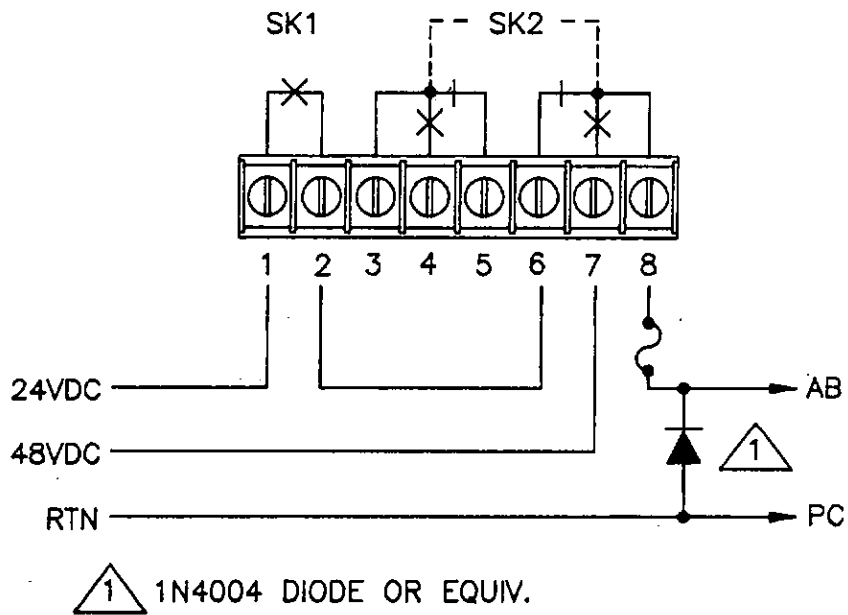 SK1 SK2
1 2 3 4 5 6 7 8
24VDC AB
48VDC
1
RTN PC
1 1N4004 DIODE OR EQUIV.